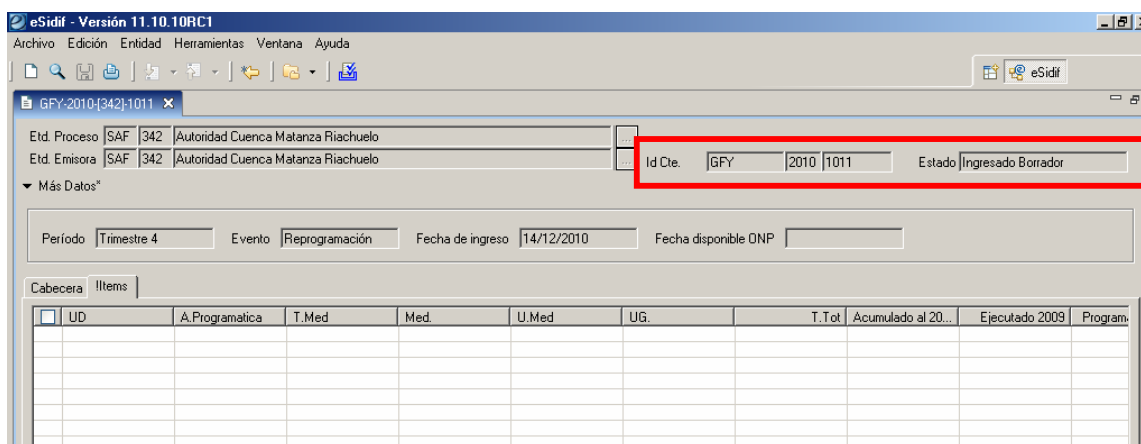 eSidif - Versión 11.10.10RC1
Archivo Edición Entidad Herramientas Ventana Ayuda
eSidif
GFY-2010-[342]-1011
Etd. Proceso SAF 342 Autoridad Cuenca Matanza Riachuelo ...
Etd. Emisora SAF 342 Autoridad Cuenca Matanza Riachuelo ... Id Cte. GFY 2010 1011 Estado Ingresado Borrador
Más Datos*
Período Trimestre 4 Evento Reprogramación Fecha de ingreso 14/12/2010 Fecha disponible ONP
Cabecera !Items
UD A.Programatica T.Med Med. U.Med UG. T.Tot Acumulado al 20... Ejecutado 2009 Program